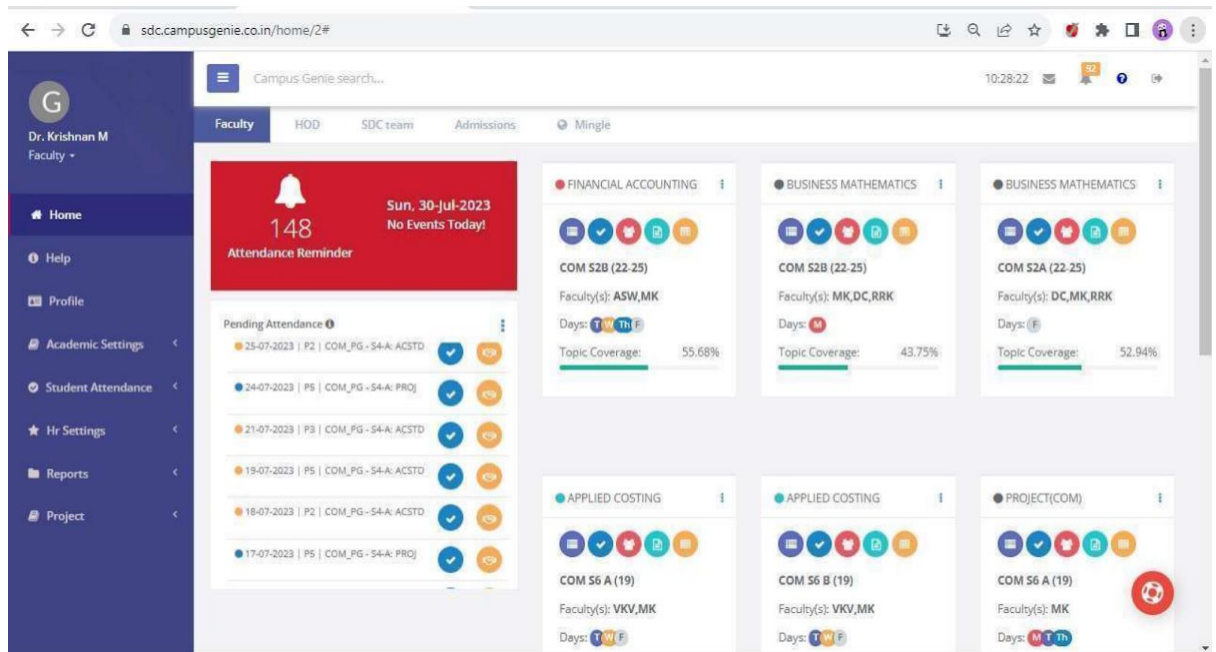 sdc.campusgenie.co.in/home/2#
G
Dr. Krishnan M
Faculty
Home
Help
Profile
Academic Settings
Student Attendance
Hr Settings
Reports
Project
Campus Genie search...
10:28:22
92
Faculty HOD SDC team Admissions Mingle
148
Attendance Reminder
Sun, 30-Jul-2023
No Events Today!
Pending Attendance
25-07-2023 | P2 | COM_PG - S4-A: ACSTD
24-07-2023 | P5 | COM_PG - S4-A: PROJ
21-07-2023 | P3 | COM_PG - S4-A: ACSTD
19-07-2023 | P5 | COM_PG - S4-A: ACSTD
18-07-2023 | P2 | COM_PG - S4-A: ACSTD
17-07-2023 | P5 | COM_PG - S4-A: PROJ
FINANCIAL ACCOUNTING
COM S2B (22-25)
Faculty(s): ASW,MK
Days: T W Th F
Topic Coverage: 55.68%
BUSINESS MATHEMATICS
COM S2B (22-25)
Faculty(s): MK,DC,RRK
Days: M
Topic Coverage: 43.75%
BUSINESS MATHEMATICS
COM S2A (22-25)
Faculty(s): DC,MK,RRK
Days: F
Topic Coverage: 52.94%
APPLIED COSTING
COM S6 A (19)
Faculty(s): VKV,MK
Days: T W F
APPLIED COSTING
COM S6 B (19)
Faculty(s): VKV,MK
Days: T W F
PROJECT(COM)
COM S6 A (19)
Faculty(s): MK
Days: M T Th